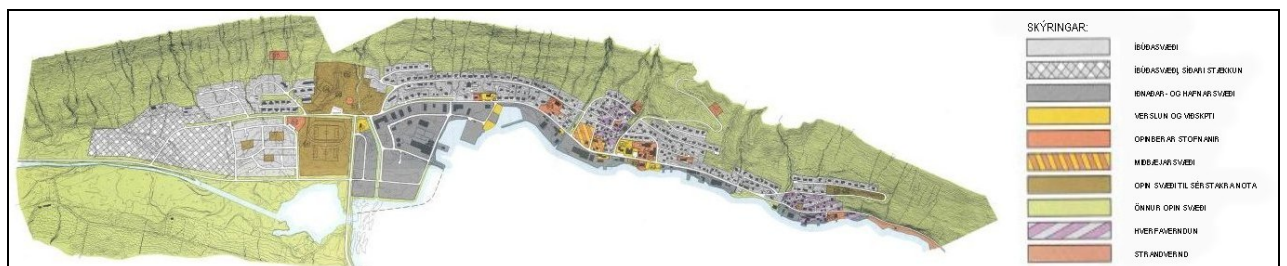 SKÝRINGAR:
ÍBÚÐASVÆÐI
ÍBÚÐASVÆÐI, SÍÐARI STÆKKUN
IÐNAÐAR- OG HAFNARSVÆÐI
VERSLUN OG VIÐSKIPTI
OPINBERAR STOFNANIR
MIÐBÆJARSVÆÐI
OPIN SVÆÐI TIL SÉRSTAKRA NOTA
ÖNNUR OPIN SVÆÐI
HVERFAVERNDUN
STRANDVERND